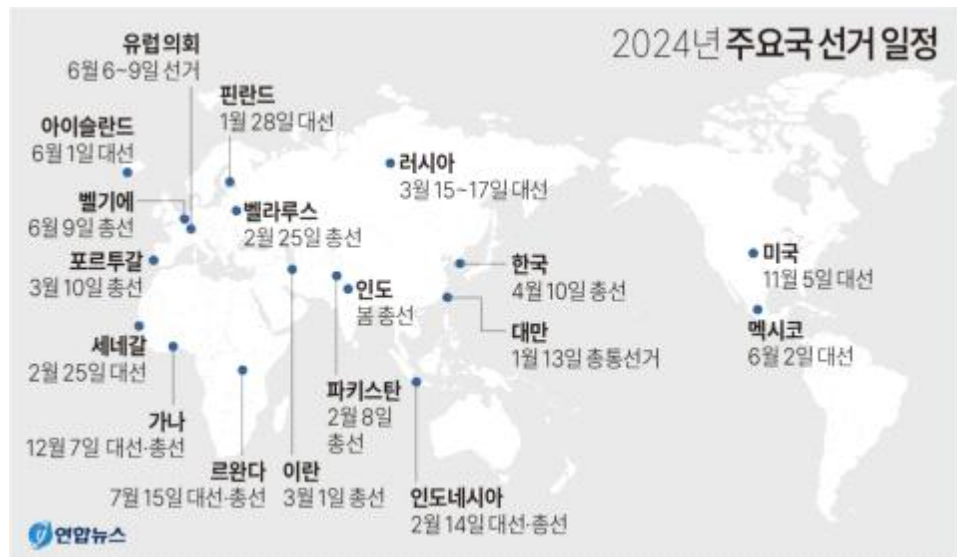 2024년 주요국 선거 일정
유럽 의회
6월 6~9일 선거
핀란드
1월 28일 대선
아이슬란드
6월 1일 대선
러시아
3월 15~17일 대선
벨기에
6월 9일 총선
벨라루스
2월 25일 총선
포르투갈
3월 10일 총선
한국
4월 10일 총선
미국
11월 5일 대선
인도
봄 총선
대만
1월 13일 총통선거
멕시코
6월 2일 대선
세네갈
2월 25일 대선
파키스탄
2월 8일
총선
가나
12월 7일 대선·총선
르완다
7월 15일 대선·총선
이란
3월 1일 총선
인도네시아
2월 14일 대선·총선
연합뉴스